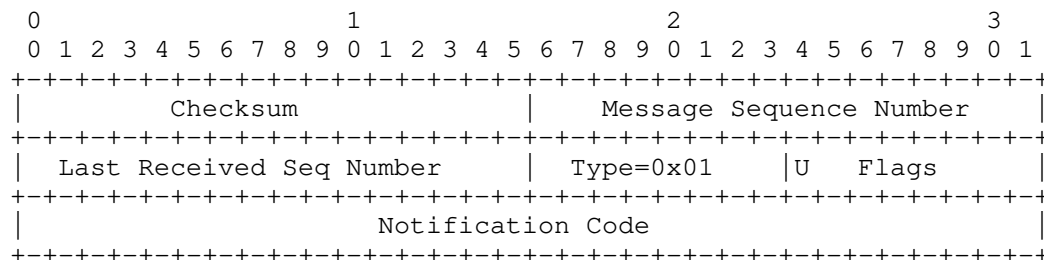 0                   1                   2                   3
 0 1 2 3 4 5 6 7 8 9 0 1 2 3 4 5 6 7 8 9 0 1 2 3 4 5 6 7 8 9 0 1
+-+-+-+-+-+-+-+-+-+-+-+-+-+-+-+-+-+-+-+-+-+-+-+-+-+-+-+-+-+-+-+-+
|         Checksum              |    Message Sequence Number    |
+-+-+-+-+-+-+-+-+-+-+-+-+-+-+-+-+-+-+-+-+-+-+-+-+-+-+-+-+-+-+-+-+
|  Last Received Seq Number     |  Type=0x01    |U   Flags      |
+-+-+-+-+-+-+-+-+-+-+-+-+-+-+-+-+-+-+-+-+-+-+-+-+-+-+-+-+-+-+-+-+
|                      Notification Code                        |
+-+-+-+-+-+-+-+-+-+-+-+-+-+-+-+-+-+-+-+-+-+-+-+-+-+-+-+-+-+-+-+-+